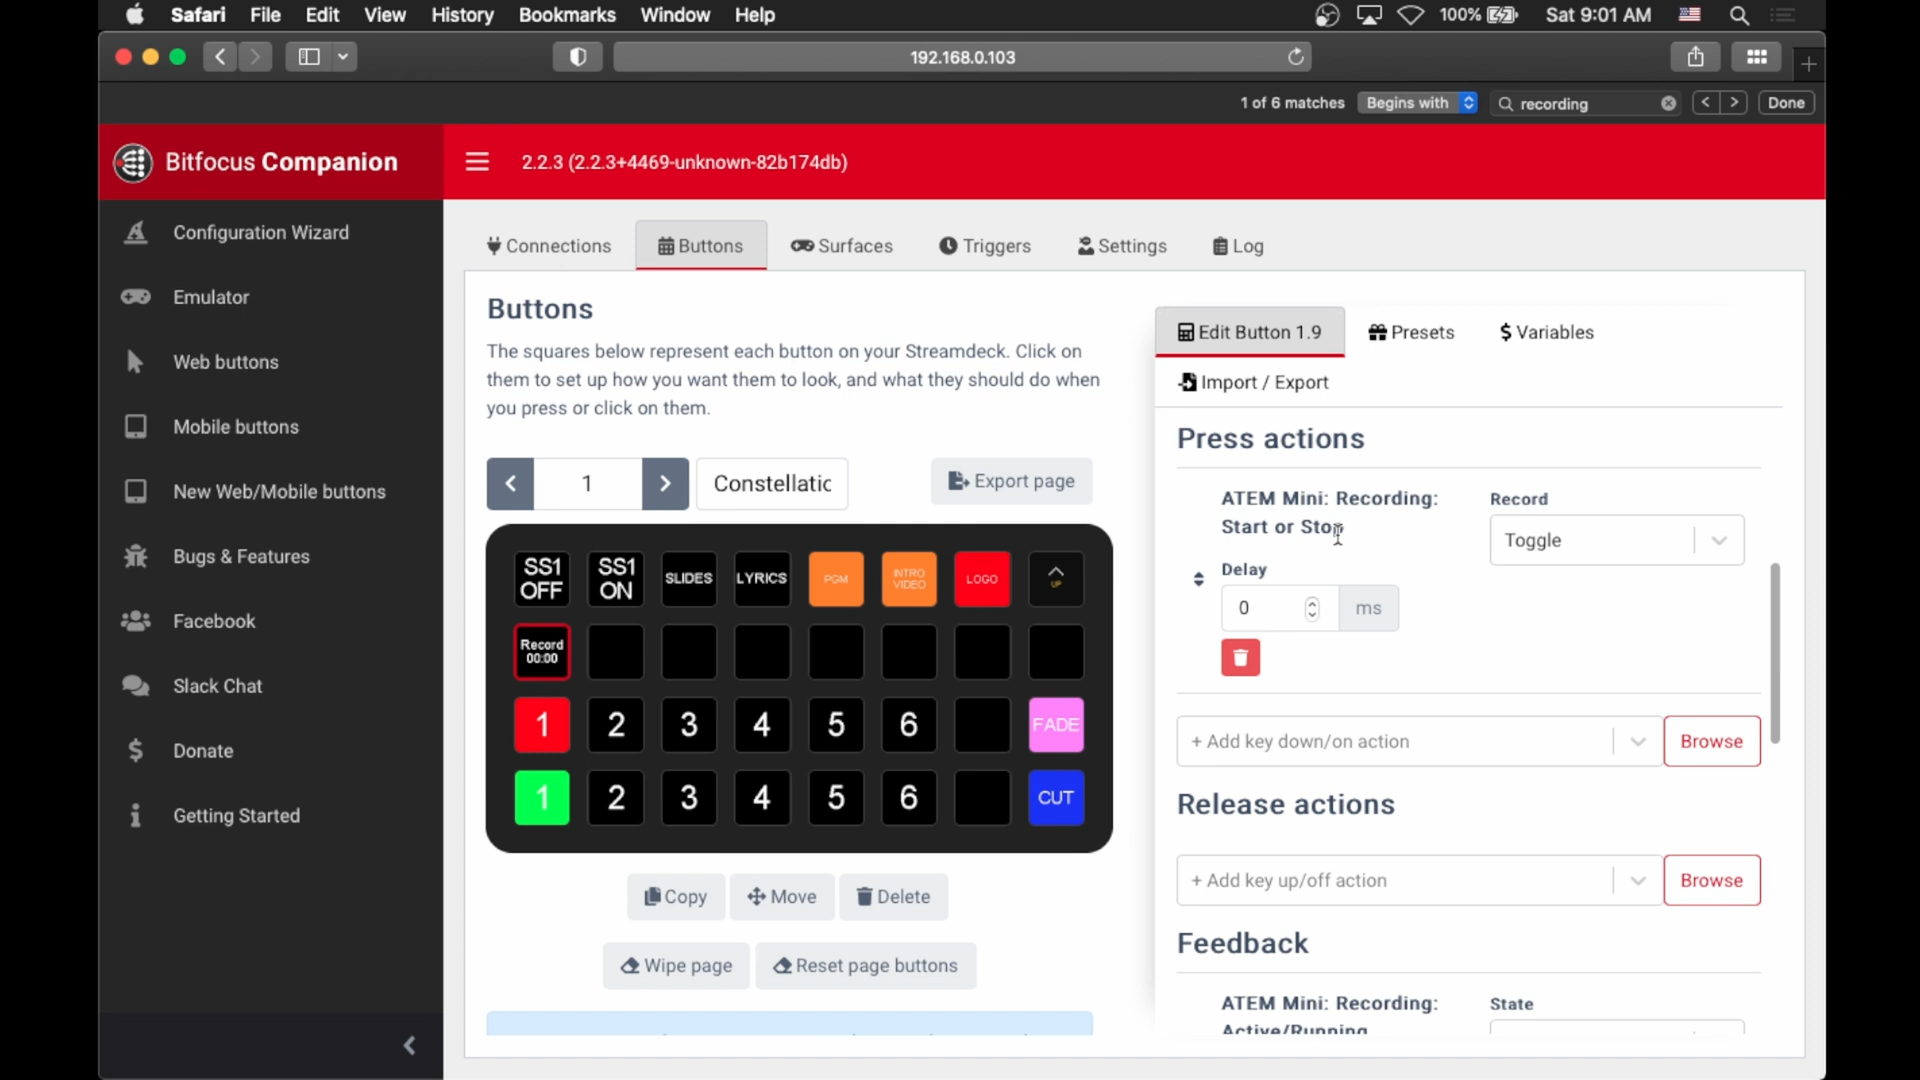 Safari File Edit View History Bookmarks Window Help 100% Sat 9:01 AM
192.168.0.103
1 of 6 matches Begins with recording Done
Bitfocus Companion
2.2.3 (2.2.3+4469-unknown-82b174db)
Configuration Wizard
Emulator
Web buttons
Mobile buttons
New Web/Mobile buttons
Bugs & Features
Facebook
Slack Chat
Donate
Getting Started
Connections Buttons Surfaces Triggers Settings Log
Buttons
The squares below represent each button on your Streamdeck. Click on
them to set up how you want them to look, and what they should do when
you press or click on them.
1 Constellatic Export page
SS1 OFF SS1 ON SLIDES LYRICS PGM INTRO VIDEO LOGO UP
Record
00:00
1 2 3 4 5 6 FADE
1 2 3 4 5 6 CUT
Copy Move Delete
Wipe page Reset page buttons
Edit Button 1.9 Presets $ Variables
Import / Export
Press actions
ATEM Mini: Recording:
Start or Stop
Record
Toggle
Delay
0 ms
+ Add key down/on action Browse
Release actions
+ Add key up/off action Browse
Feedback
ATEM Mini: Recording:
Active/Running
State